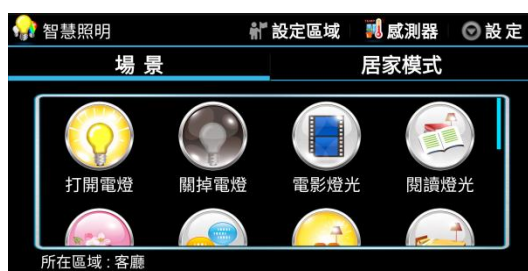 智慧照明 設定區域 感測器 設定
場景 居家模式
打開電燈 關掉電燈 電影燈光 閱讀燈光
所在區域 : 客廳